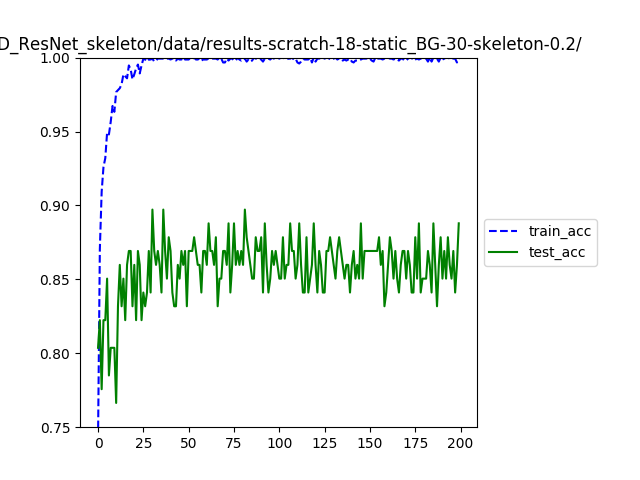 D_ResNet_skeleton/data/results-scratch-18-static_BG-30-skeleton-0.2/
1.00
0.95
0.90
0.85
0.80
0.75
0 25 50 75 100 125 150 175 200
train_acc
test_acc